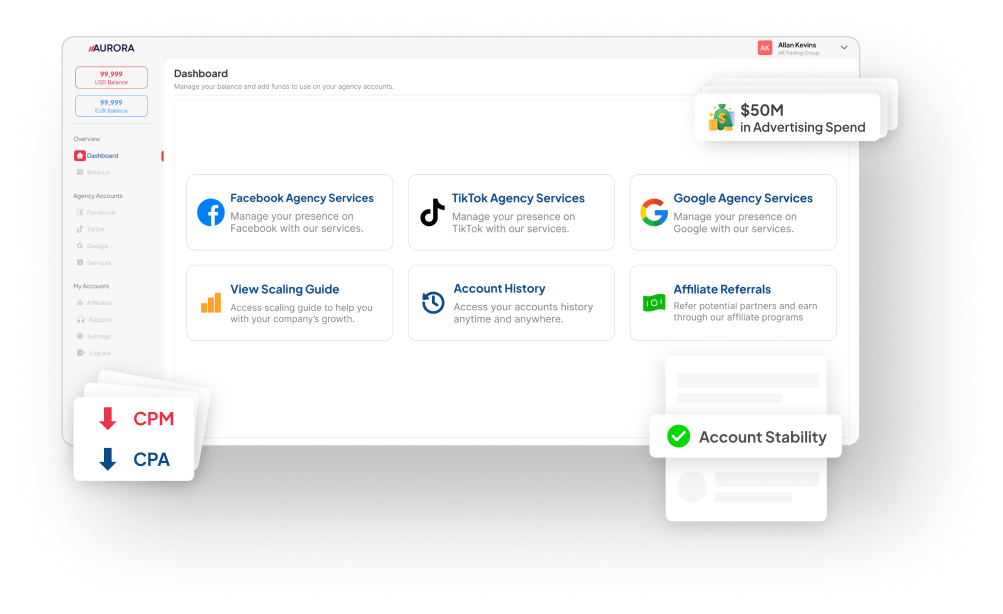 AURORA
AK
Allan Kevins
AK Trading Group
99,999
USD Balance
99,999
EUR Balance
Overview
Dashboard
Balance
Agency Accounts
Facebook
TikTok
Google
Services
My Accounts
Affiliates
Support
Settings
Log out
Dashboard
Manage your balance and add funds to use on your agency accounts.
$50M
in Advertising Spend
Facebook Agency Services
Manage your presence on
Facebook with our services.
TikTok Agency Services
Manage your presence on
TikTok with our services.
Google Agency Services
Manage your presence on
Google with our services.
View Scaling Guide
Access scaling guide to help you
with your company's growth.
Account History
Access your accounts history
anytime and anywhere.
Affiliate Referrals
Refer potential partners and earn
through our affiliate programs
CPM
CPA
Account Stability